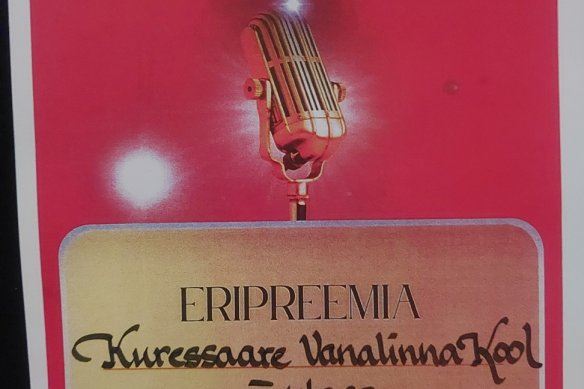 ERIPREEMIA
Kuressaare Vanalinna Kool